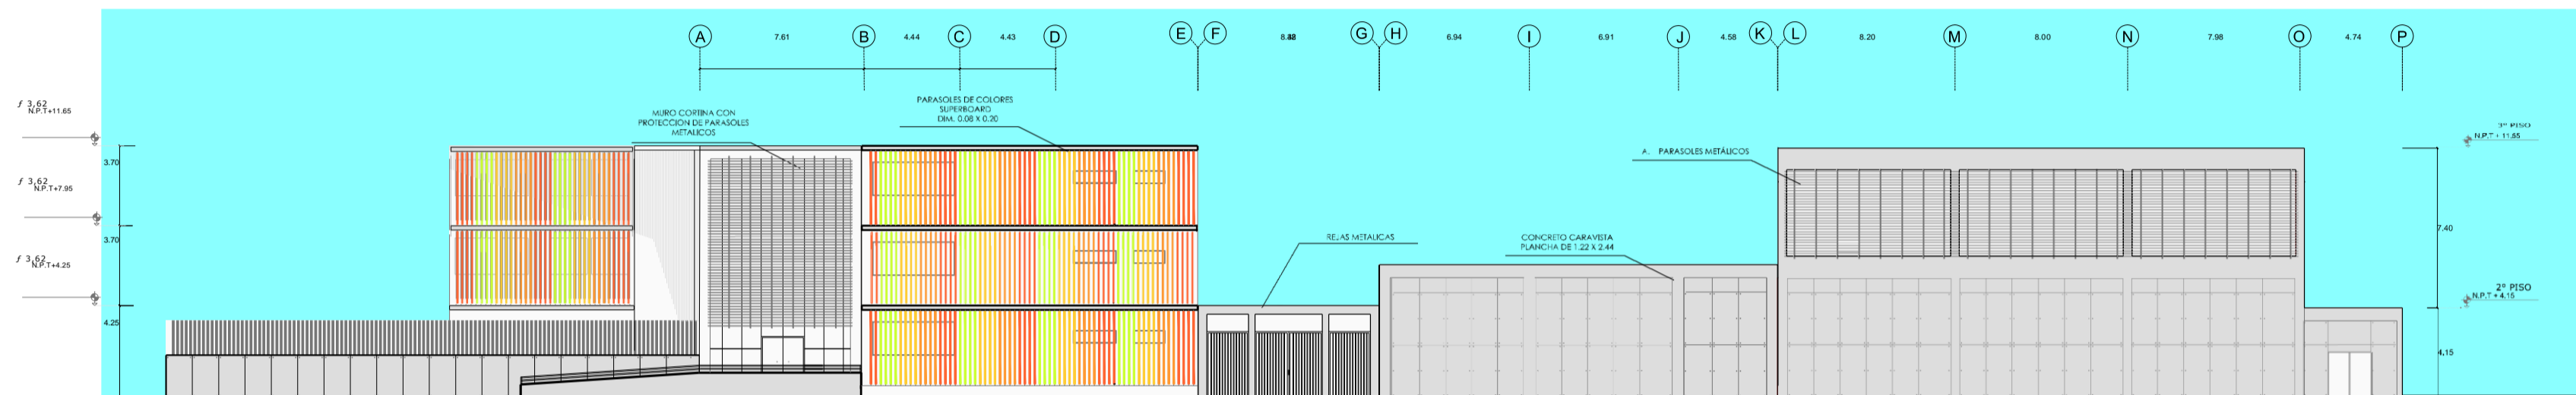 A
7.61
B
4.44
C
4.43
D
E
F
G
H
6.94
I
6.91
J
4.58
K
L
8.20
M
8.00
N
7.98
O
4.74
P
ƒ 3,62
N.P.T+11.65
ƒ 3,62
N.P.T+7.95
ƒ 3,62
N.P.T+4.25
3.70
3.70
4.25
MURO CORTINA CON
PROTECCION DE PARASOLES
METALICOS
PARASOLES DE COLORES
SUPERBOARD
DIM. 0.08 X 0.20
REJAS METALICAS
CONCRETO CARAVISTA
PLANCHA DE 1.22 X 2.44
A. PARASOLES METÁLICOS
3° PISO
N.P.T + 11,55
7.40
2° PISO
N.P.T + 4,15
4,15